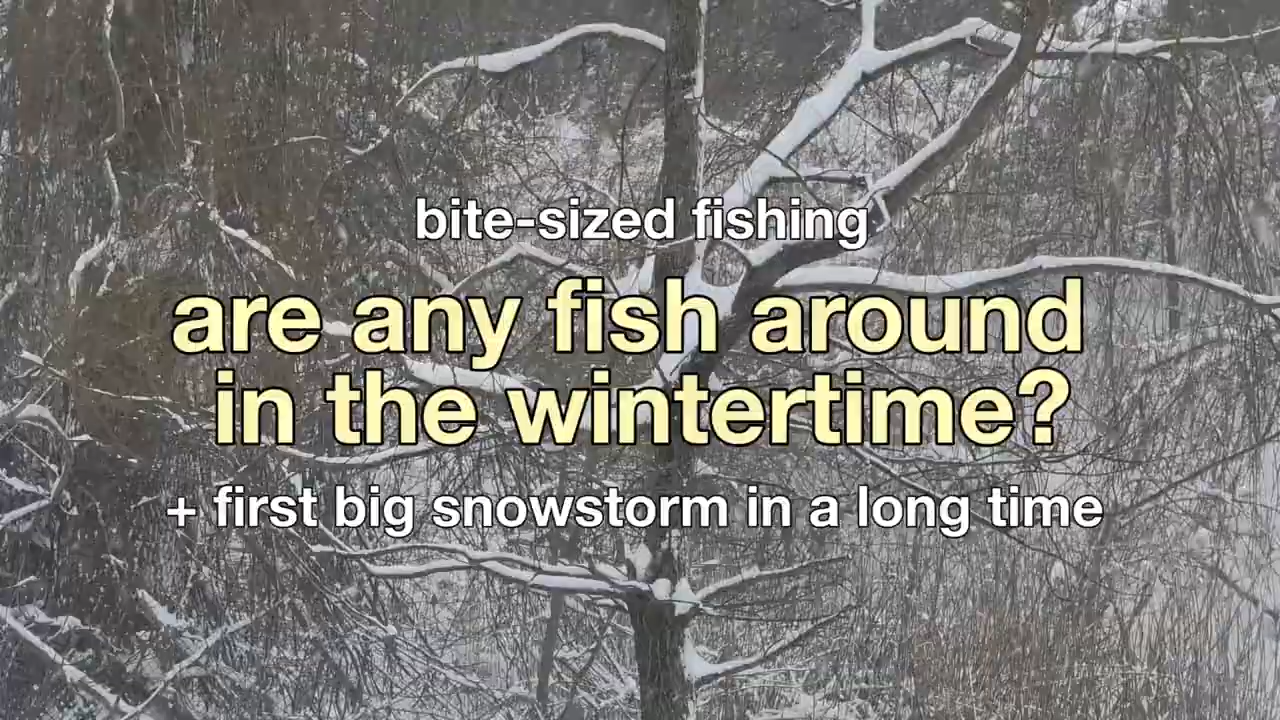 bite-sized fishing
are any fish around
in the wintertime?
+ first big snowstorm in a long time